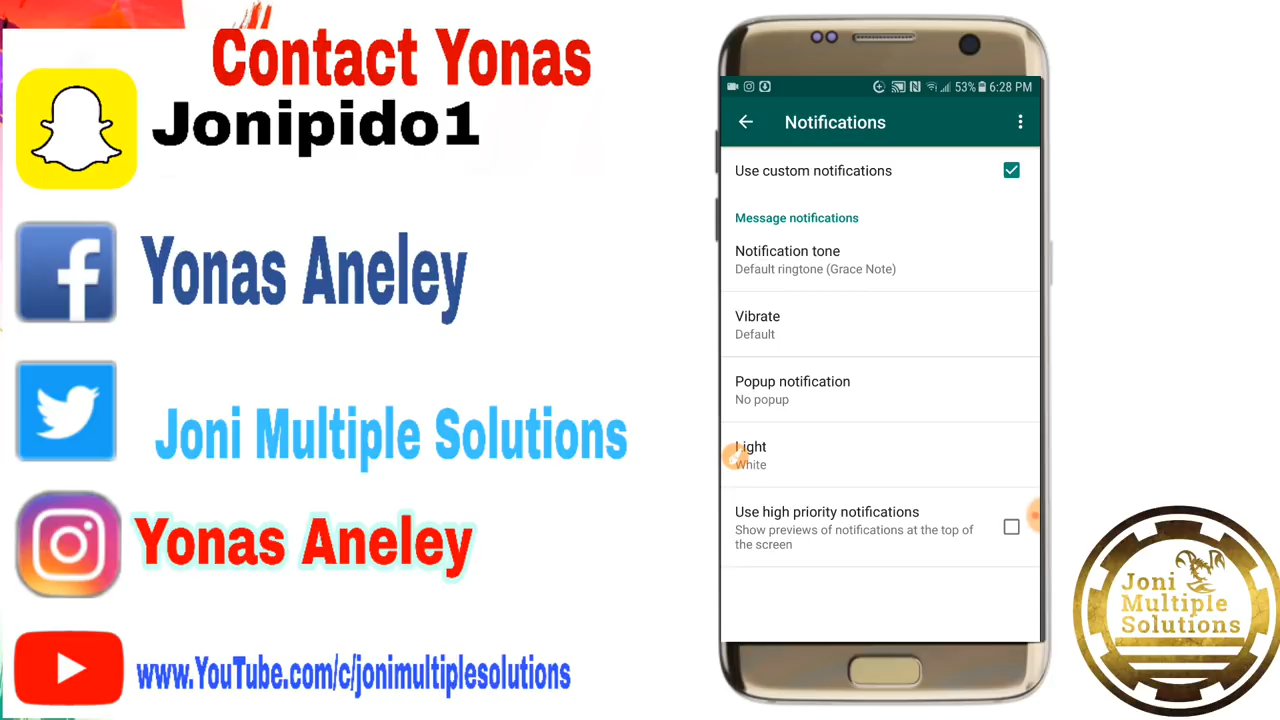 Contact Yonas
Jonipido1
Yonas Aneley
Joni Multiple Solutions
Yonas Aneley
www.YouTube.com/c/jonimultiplesolutions
53% 6:28 PM
Notifications
Use custom notifications
Message notifications
Notification tone
Default ringtone (Grace Note)
Vibrate
Default
Popup notification
No popup
Light
White
Use high priority notifications
Show previews of notifications at the top of
the screen
Joni
Multiple
Solutions